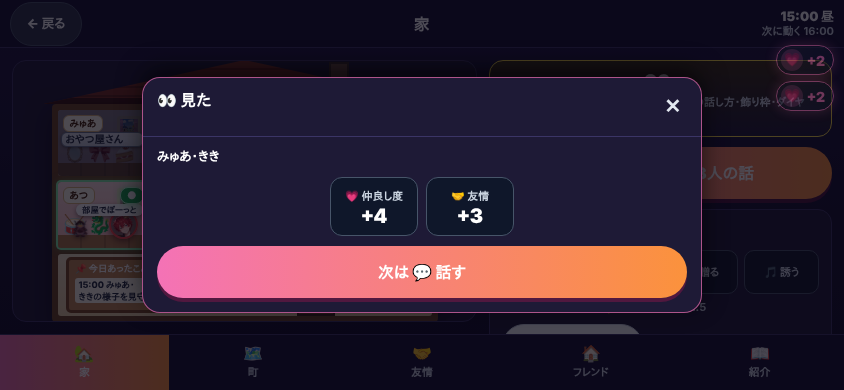 ← 戻る
家
15:00 昼
次に動く 16:00
+2
+2
の話し方・飾り枠・ダイヤ
みゅあ
おやつ屋さん
あつ
部屋でぼーっと
今日あったこ
15:00 みゅあ・
ききの様子を見
👀 見た
×
みゅあ・きき
💗 仲良し度
+4
🤝 友情
+3
次は 💬 話す
人の話
贈る
🎵 誘う
家
町
友情
フレンド
紹介